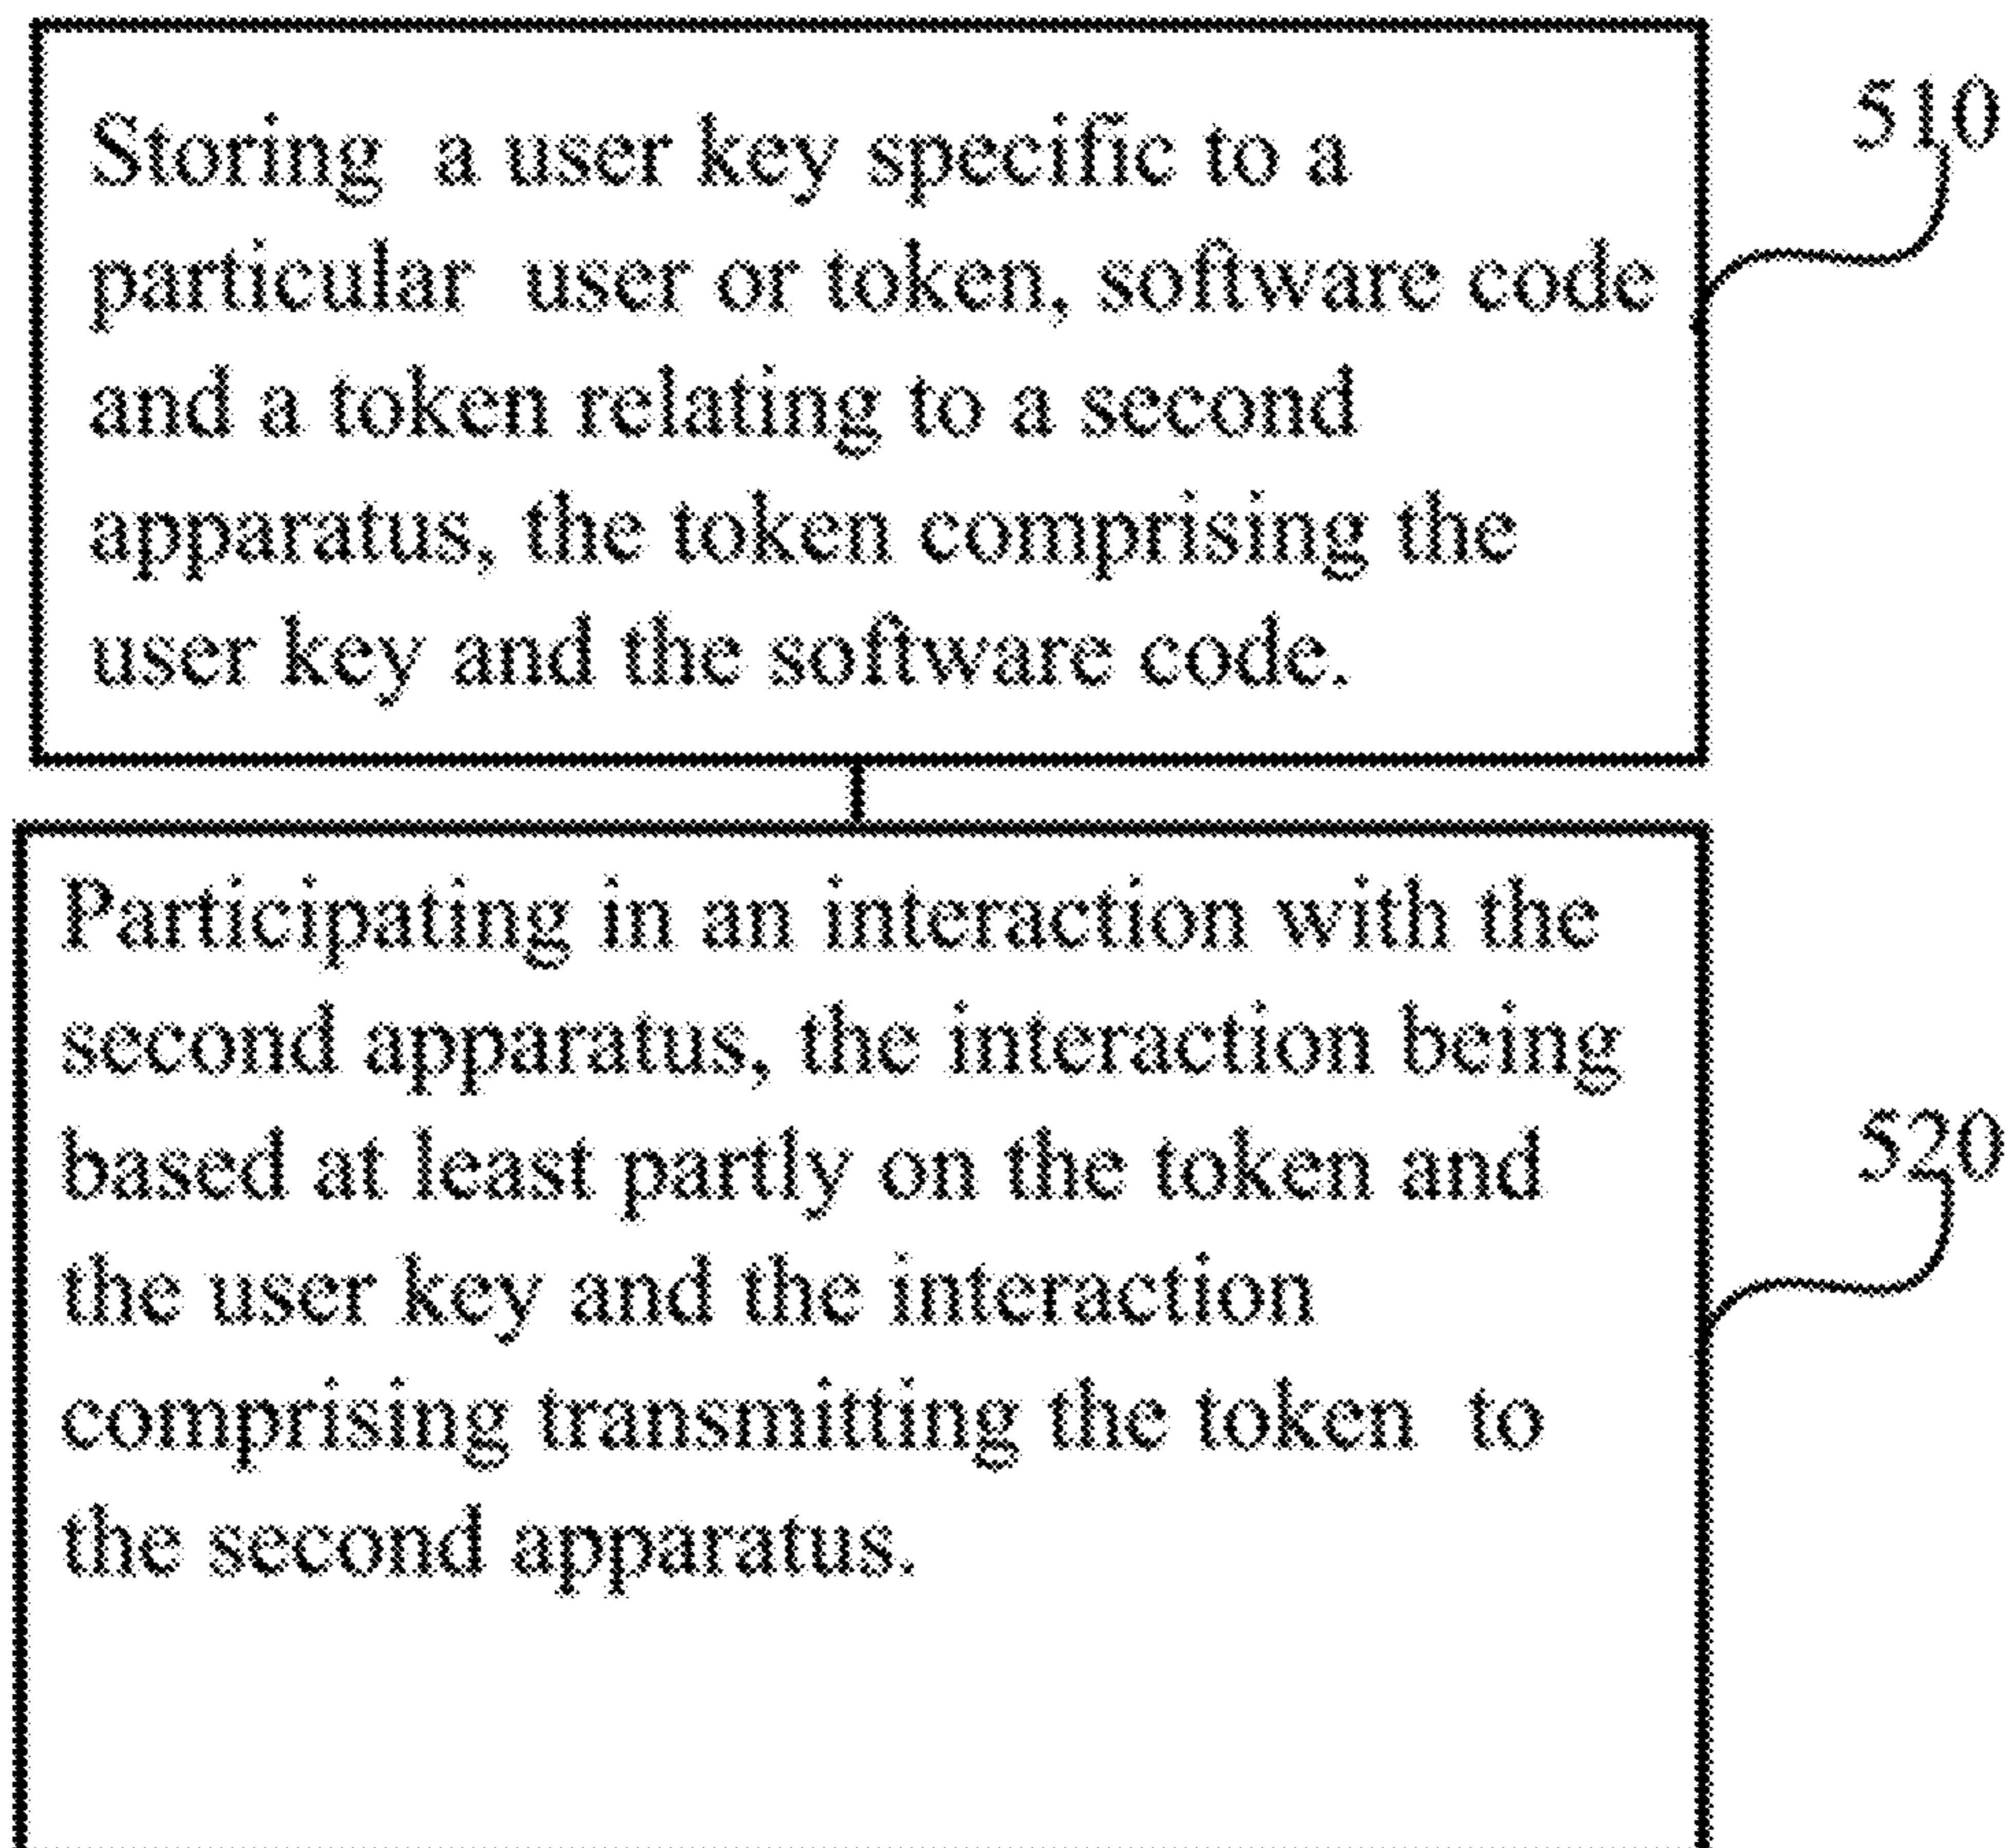 Storing a user key specific to a
particular user or token, software code
and a token relating to a second
apparatus, the token comprising the
user key and the software code.
510
Participating in an interaction with the
second apparatus, the interaction being
based at least partly on the token and
the user key and the interaction
comprising transmitting the token to
the second apparatus.
520